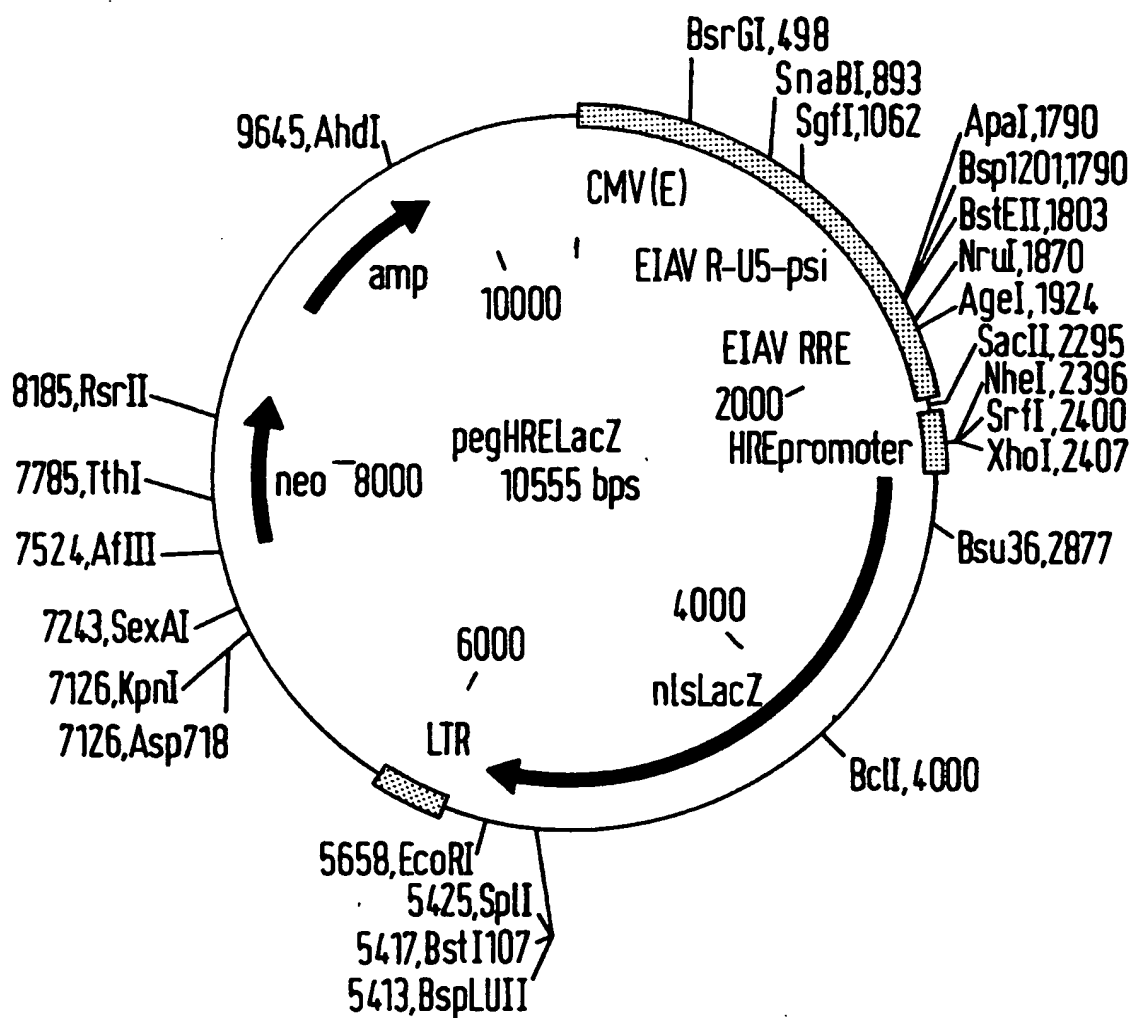 BsrGI,498
SnaBI,893
SgfI,1062
9645,AhdI
ApaI,1790
Bsp1201,1790
BstEII,1803
NruI,1870
AgeI,1924
SacII,2295
NheI,2396
SrfI,2400
XhoI,2407
CMV(E)
EIAV R-U5-psi
amp
10000
EIAV RRE
2000
HREpromoter
8185,RsrII
pegHRELacZ
10555 bps
7785,TthI
neo
8000
Bsu36,2877
7524,AflII
7243,SexAI
4000
6000
7126,KpnI
nlsLacZ
7126,Asp718
LTR
BclI,4000
5658,EcoRI
5425,SplI
5417,BstI107
5413,BspLUII